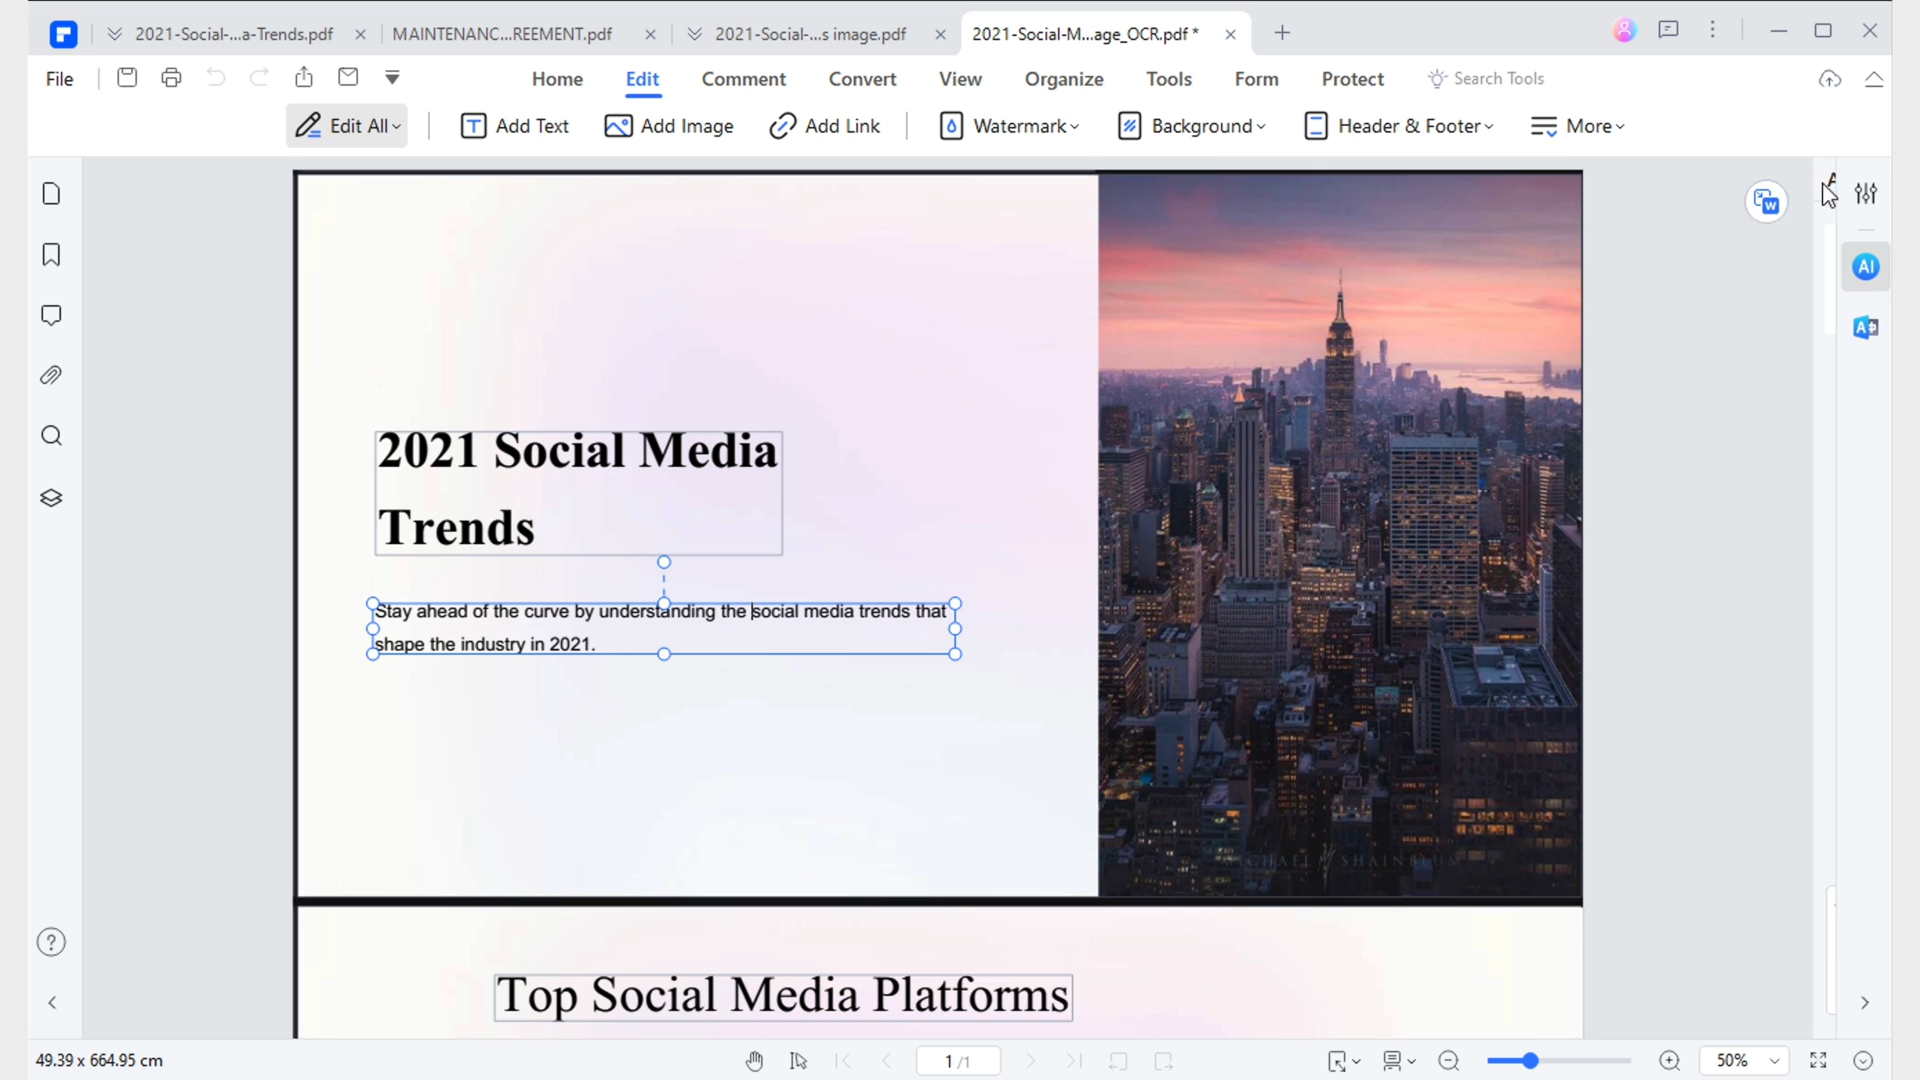 2021-Social-...a-Trends.pdf
MAINTENANC...REEMENT.pdf
2021-Social-...s image.pdf
2021-Social-M...age_OCR.pdf *
File
Home
Edit
Comment
Convert
View
Organize
Tools
Form
Protect
Search Tools
Edit All
Add Text
Add Image
Add Link
Watermark
Background
Header & Footer
More
2021 Social Media
Trends
Stay ahead of the curve by understanding the social media trends that
shape the industry in 2021.
MICHAEL SHAINBLUM
Top Social Media Platforms
AI
49.39 x 664.95 cm
1 /1
50%